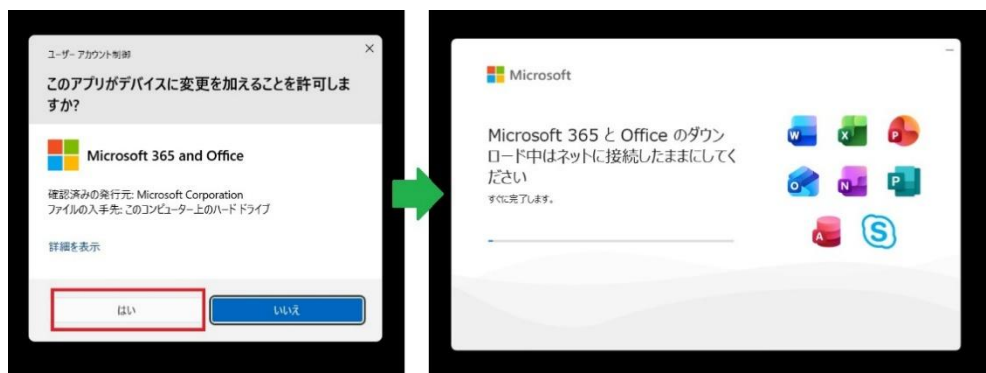 ユーザー アカウント制御
このアプリがデバイスに変更を加えることを許可しま
すか?
Microsoft 365 and Office
確認済みの発行元: Microsoft Corporation
ファイルの入手先: このコンピューター上のハード ドライブ
詳細を表示
はい
いいえ
Microsoft
Microsoft 365 と Office のダウン
ロード中はネットに接続したままにしてく
ださい
すぐに完了します。
W
X
P
O
N
P
A
S